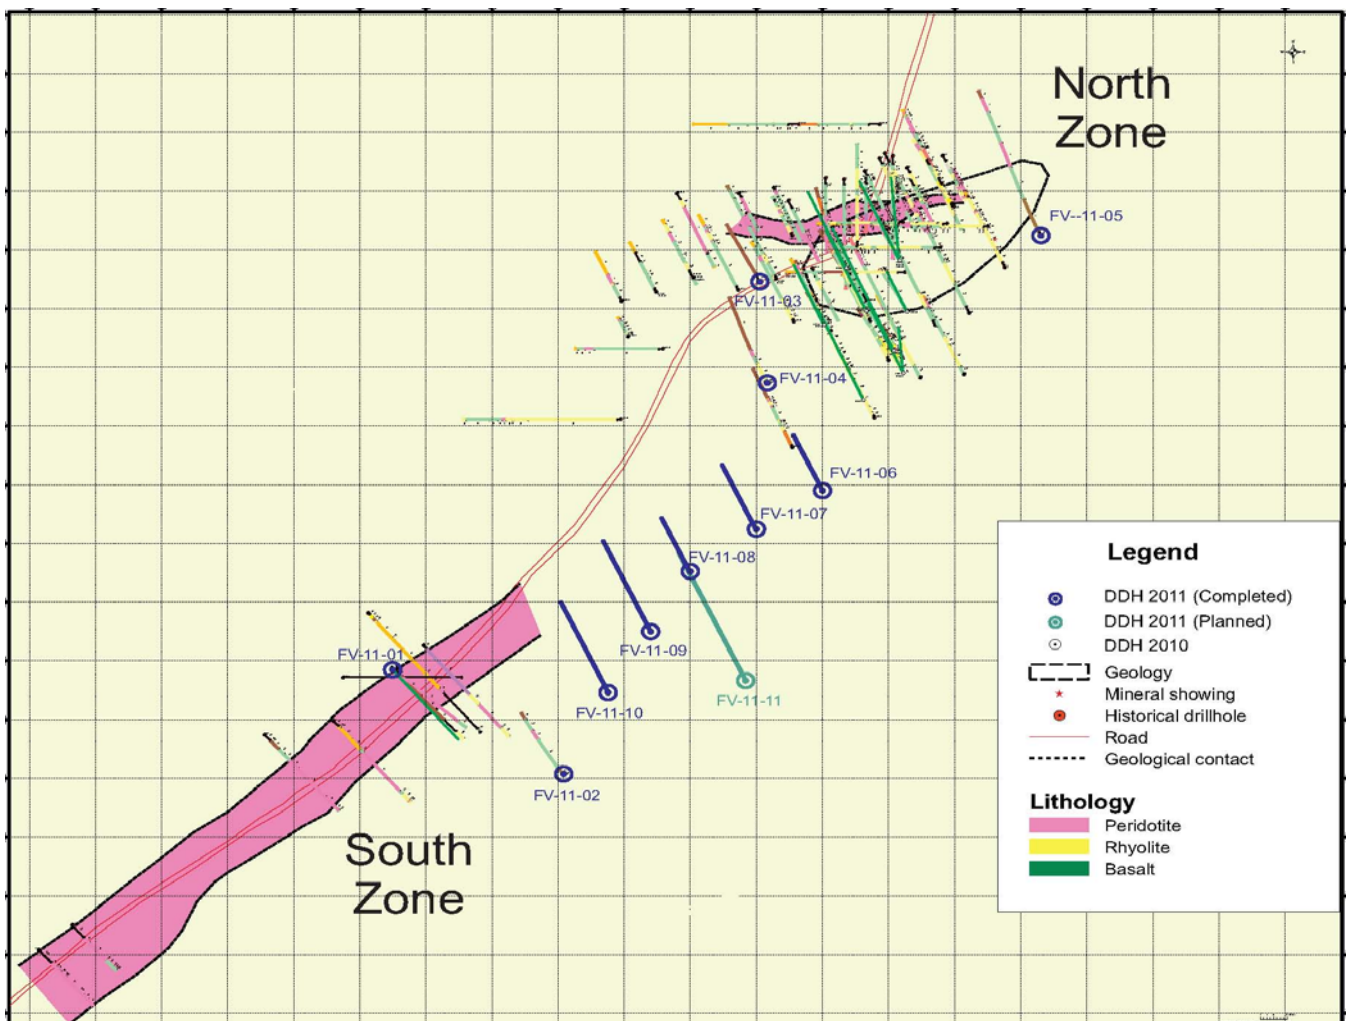 North
Zone
FV--11-05
FV-11-03
FV-11-04
FV-11-06
FV-11-07
FV-11-08
FV-11-09
FV-11-10
FV-11-11
FV-11-01
FV-11-02
South
Zone
Legend
DDH 2011 (Completed)
DDH 2011 (Planned)
DDH 2010
Geology
Mineral showing
Historical drillhole
Road
Geological contact
Lithology
Peridotite
Rhyolite
Basalt